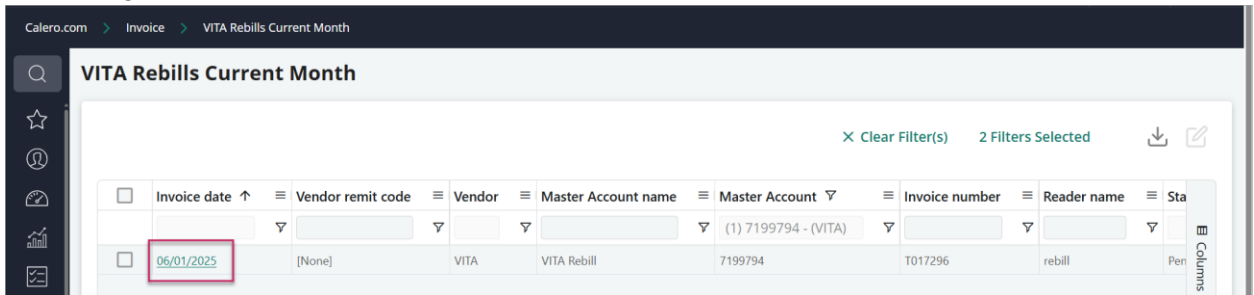 Calero.com > Invoice > VITA Rebills Current Month
VITA Rebills Current Month
× Clear Filter(s) 2 Filters Selected
Invoice date ↑ Vendor remit code Vendor Master Account name Master Account Invoice number Reader name Sta
(1) 7199794 - (VITA)
06/01/2025 [None] VITA VITA Rebill 7199794 T017296 rebill Pen
Columns